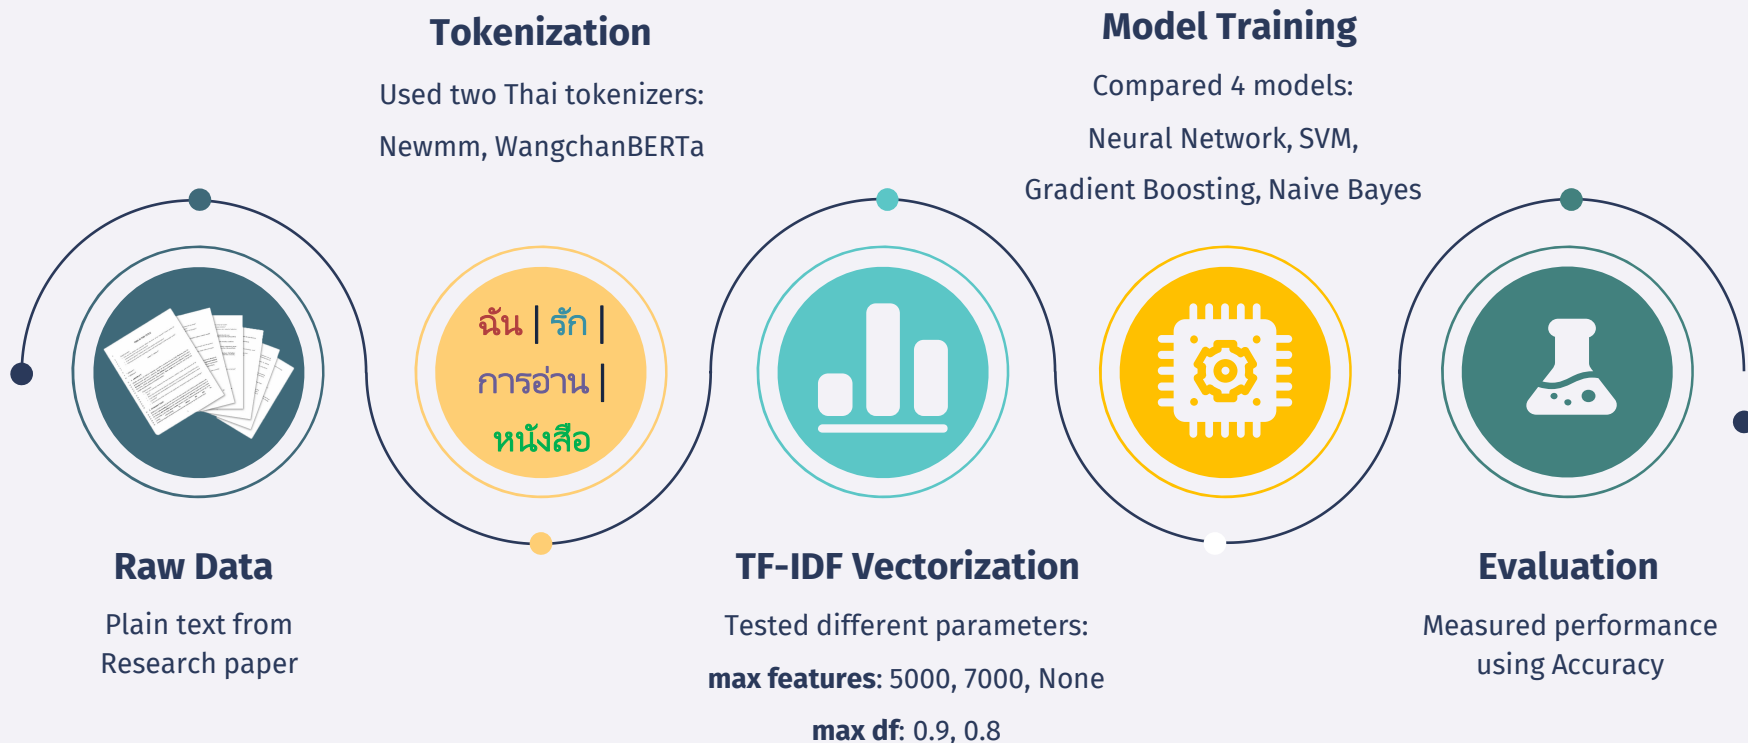 Tokenization
Used two Thai tokenizers:
Newmm, WangchanBERTa
Model Training
Compared 4 models:
Neural Network, SVM,
Gradient Boosting, Naive Bayes
ฉัน | รัก |
การอ่าน |
หนังสือ
Raw Data
Plain text from
Research paper
TF-IDF Vectorization
Tested different parameters:
max features: 5000, 7000, None
max df: 0.9, 0.8
Evaluation
Measured performance
using Accuracy